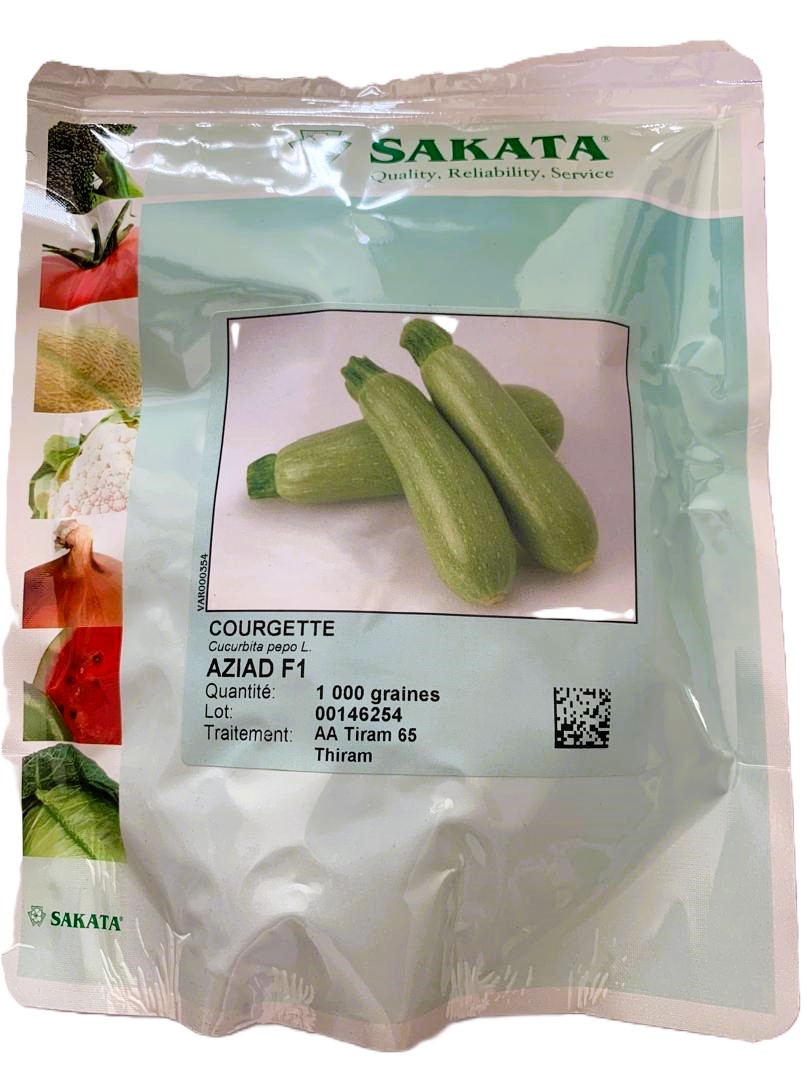 SAKATA®
Quality, Reliability, Service
VAR000354
COURGETTE
Cucurbita pepo L.
AZIAD F1
Quantité: 1 000 graines
Lot: 00146254
Traitement: AA Tiram 65
Thiram
SAKATA®